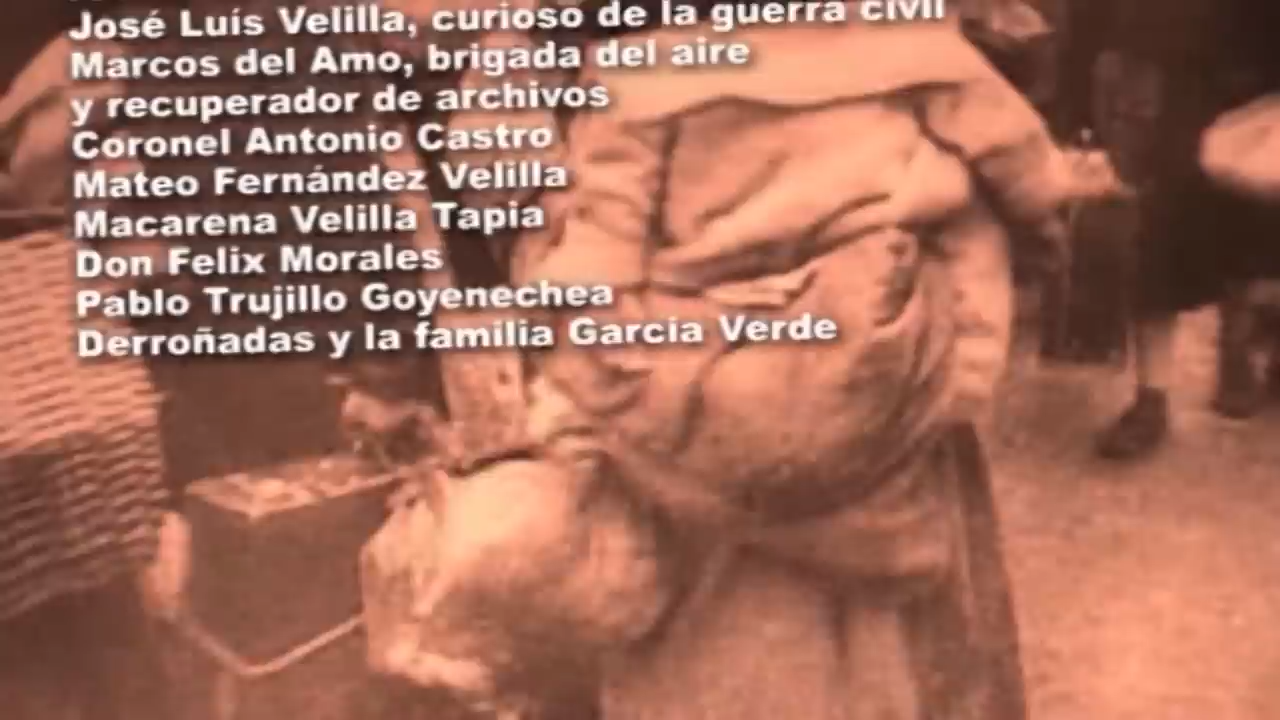 José Luís Velilla, curioso de la guerra civil
Marcos del Amo, brigada del aire
y recuperador de archivos
Coronel Antonio Castro
Mateo Fernández Velilla
Macarena Velilla Tapia
Don Felix Morales
Pablo Trujillo Goyenechea
Derroñadas y la familia Garcia Verde